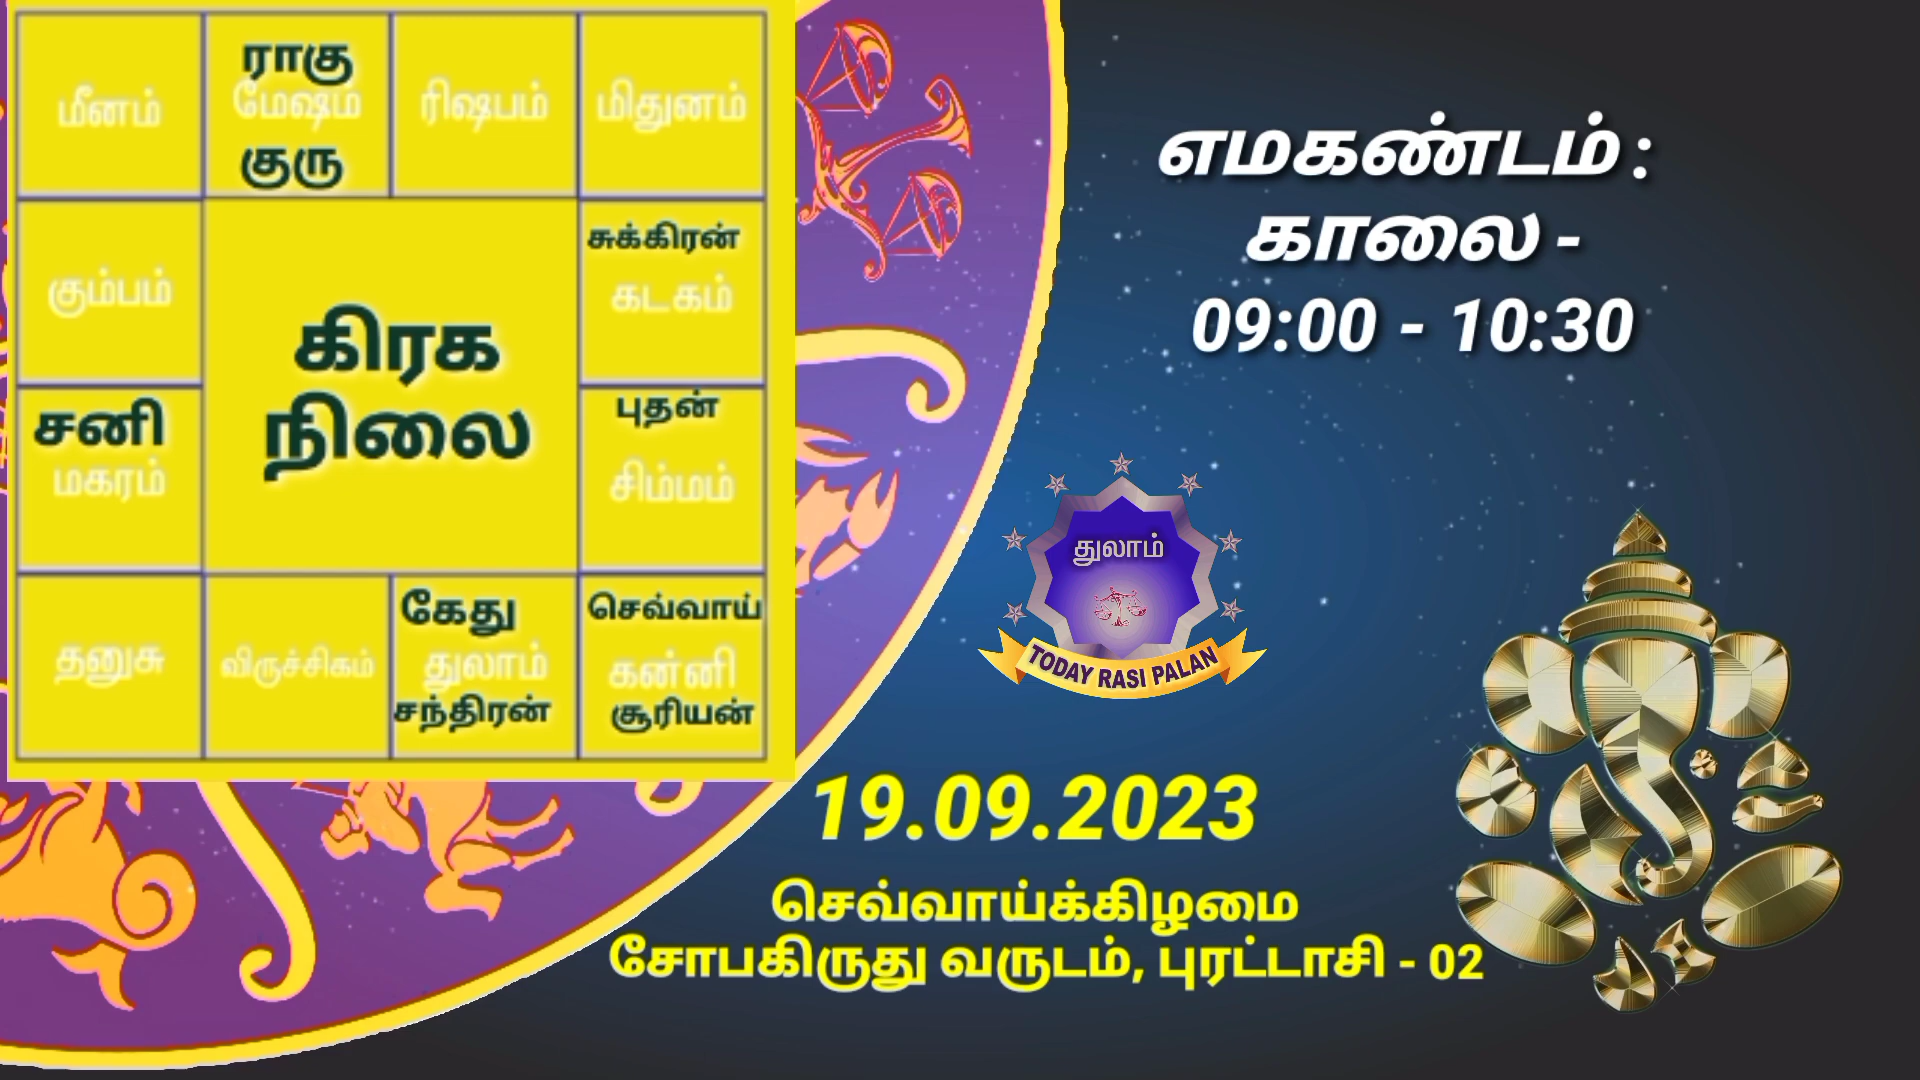 மீனம்
ராகு
மேஷம்
குரு
ரிஷபம்
மிதுனம்
கும்பம்
சுக்கிரன்
கடகம்
கிரக
நிலை
சனி
மகரம்
புதன்
சிம்மம்
தனுசு
விருச்சிகம்
கேது
துலாம்
சந்திரன்
செவ்வாய்
கன்னி
சூரியன்
எமகண்டம் :
காலை -
09:00 - 10:30
துலாம்
TODAY RASI PALAN
19.09.2023
செவ்வாய்க்கிழமை
சோபகிருது வருடம், புரட்டாசி - 02